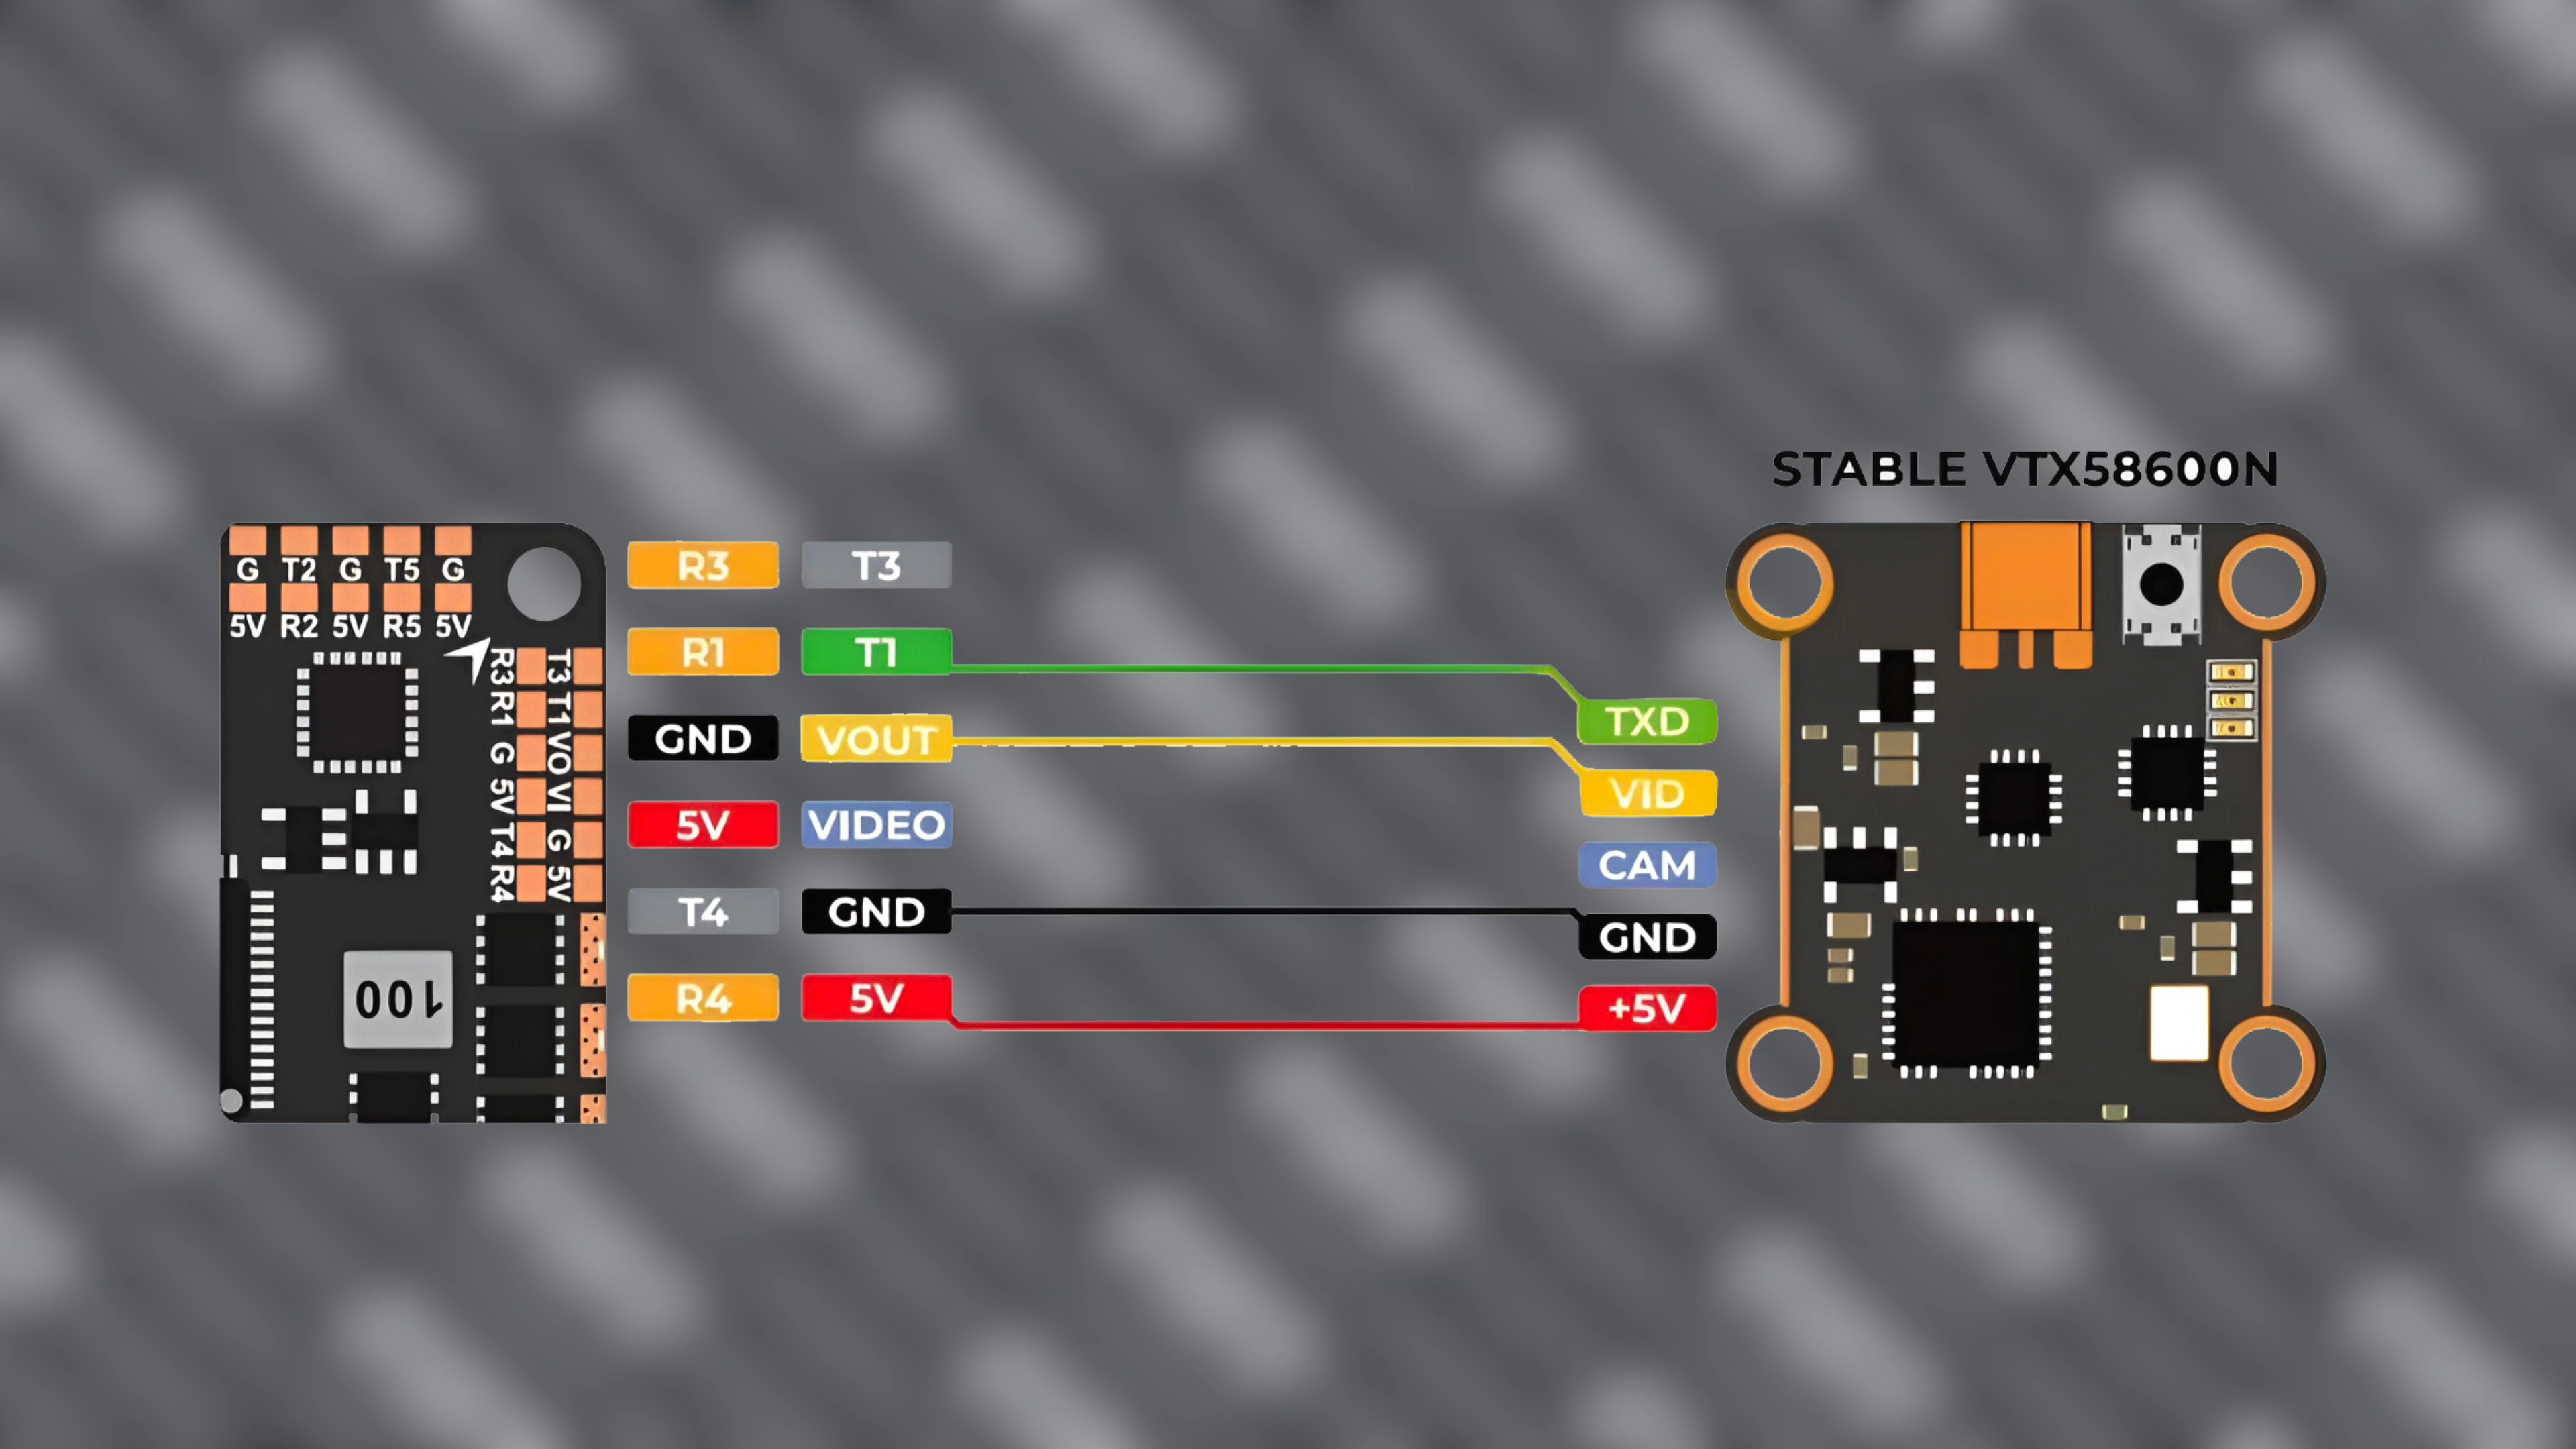 STABLE VTX58600N
G T2 G T5 G
5V R2 5V R5 5V
R3 T3
R1 T1
G VO
5V VI
T4 G
R4 5V
100
R3 T3
R1 T1
GND VOUT
5V VIDEO
T4 GND
R4 5V
TXD
VID
CAM
GND
+5V